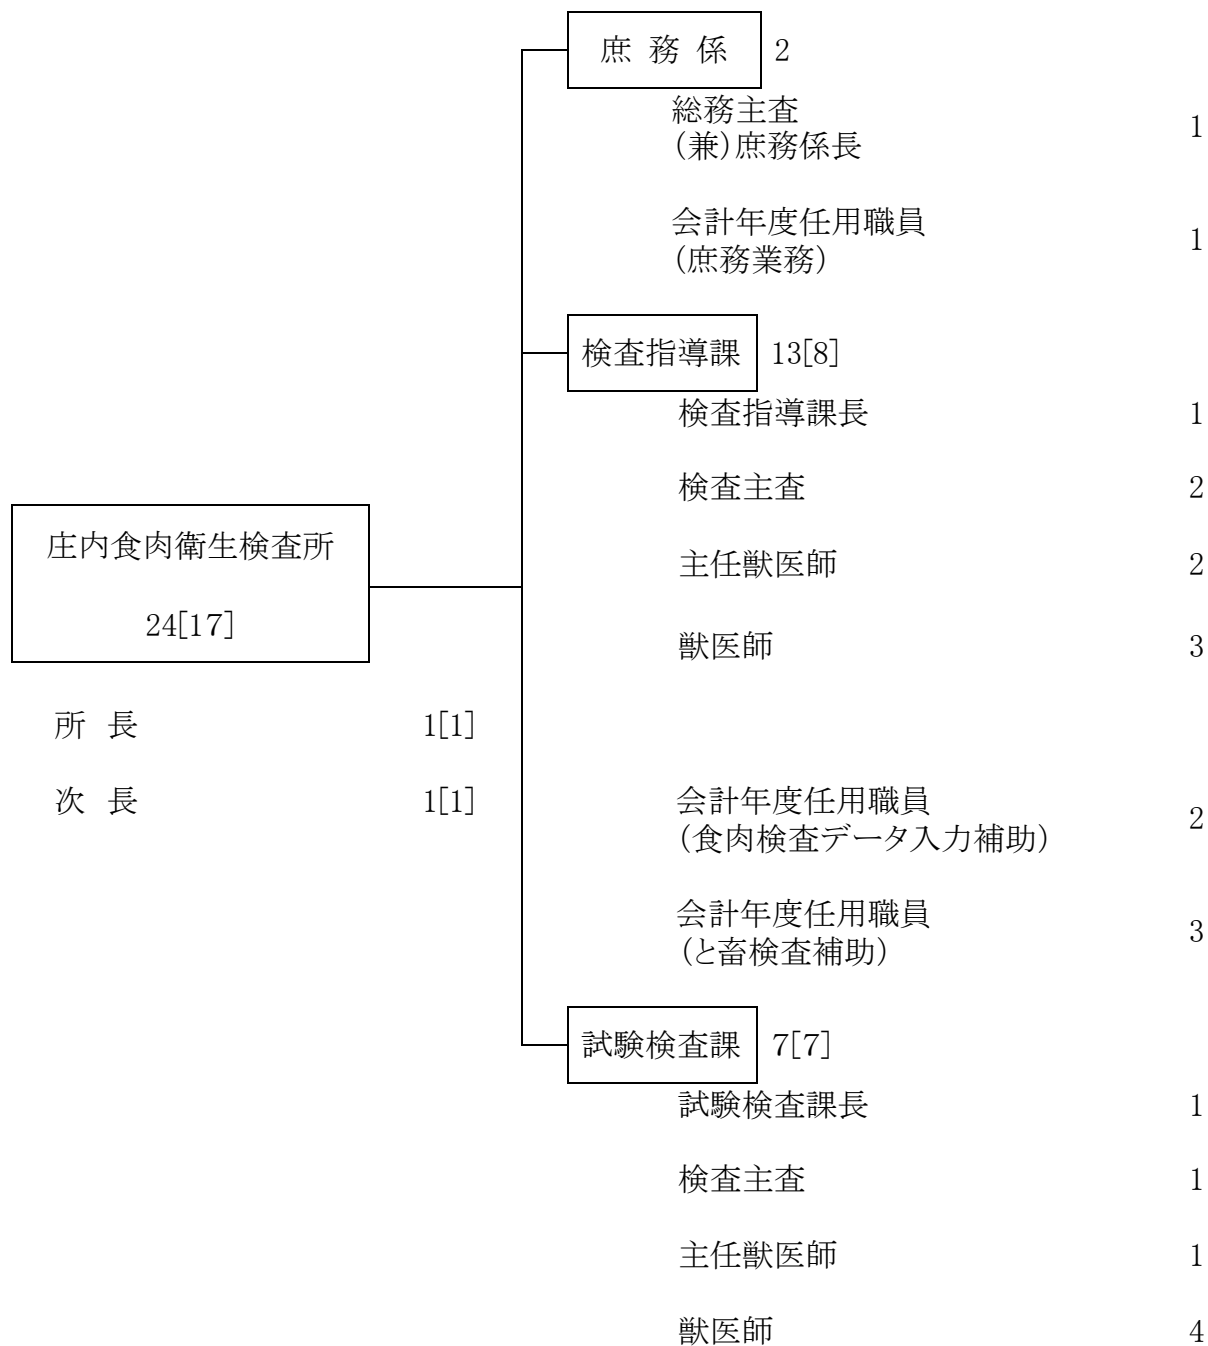 庶 務 係 2
総務主査
(兼)庶務係長 1
会計年度任用職員
(庶務業務) 1
検査指導課 13[8]
検査指導課長 1
検査主査 2
主任獣医師 2
獣医師 3
会計年度任用職員
(食肉検査データ入力補助) 2
会計年度任用職員
(と畜検査補助) 3
試験検査課 7[7]
試験検査課長 1
検査主査 1
主任獣医師 1
獣医師 4
庄内食肉衛生検査所
24[17]
所 長 1[1]
次 長 1[1]